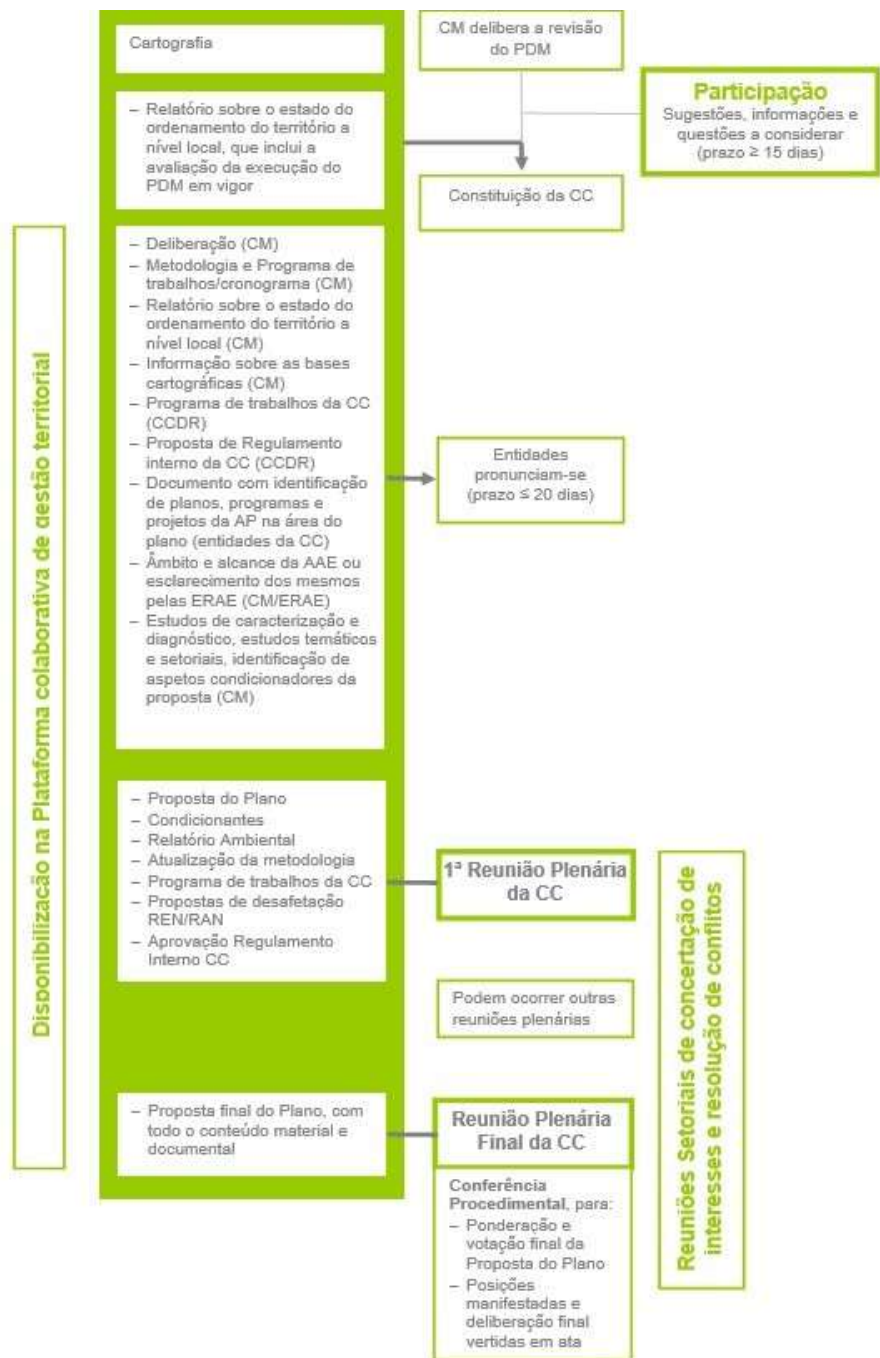 Cartografia
CM delibera a revisão
do PDM
Participação
Sugestões, informações e
questões a considerar
(prazo ≥ 15 dias)
– Relatório sobre o estado do
ordenamento do território a
nível local, que inclui a
avaliação da execução do
PDM em vigor
Constituição da CC
Disponibilização na Plataforma colaborativa de gestão territorial
– Deliberação (CM)
– Metodologia e Programa de
trabalhos/cronograma (CM)
– Relatório sobre o estado do
ordenamento do território a
nível local (CM)
– Informação sobre as bases
cartográficas (CM)
– Programa de trabalhos da CC
(CCDR)
– Proposta de Regulamento
interno da CC (CCDR)
– Documento com identificação
de planos, programas e
projetos da AP na área do
plano (entidades da CC)
– Âmbito e alcance da AAE ou
esclarecimento dos mesmos
pelas ERAE (CM/ERAE)
– Estudos de caracterização e
diagnóstico, estudos temáticos
e setoriais, identificação de
aspetos condicionadores da
proposta (CM)
Entidades
pronunciam-se
(prazo ≤ 20 dias)
– Proposta do Plano
– Condicionantes
– Relatório Ambiental
– Atualização da metodologia
– Programa de trabalhos da CC
– Propostas de desafetação
REN/RAN
– Aprovação Regulamento
Interno CC
1ª Reunião Plenária
da CC
Podem ocorrer outras
reuniões plenárias
Reuniões Setoriais de concertação de
interesses e resolução de conflitos
– Proposta final do Plano, com
todo o conteúdo material e
documental
Reunião Plenária
Final da CC
Conferência
Procedimental, para:
– Ponderação e
votação final da
Proposta do Plano
– Posições
manifestadas e
deliberação final
vertidas em ata